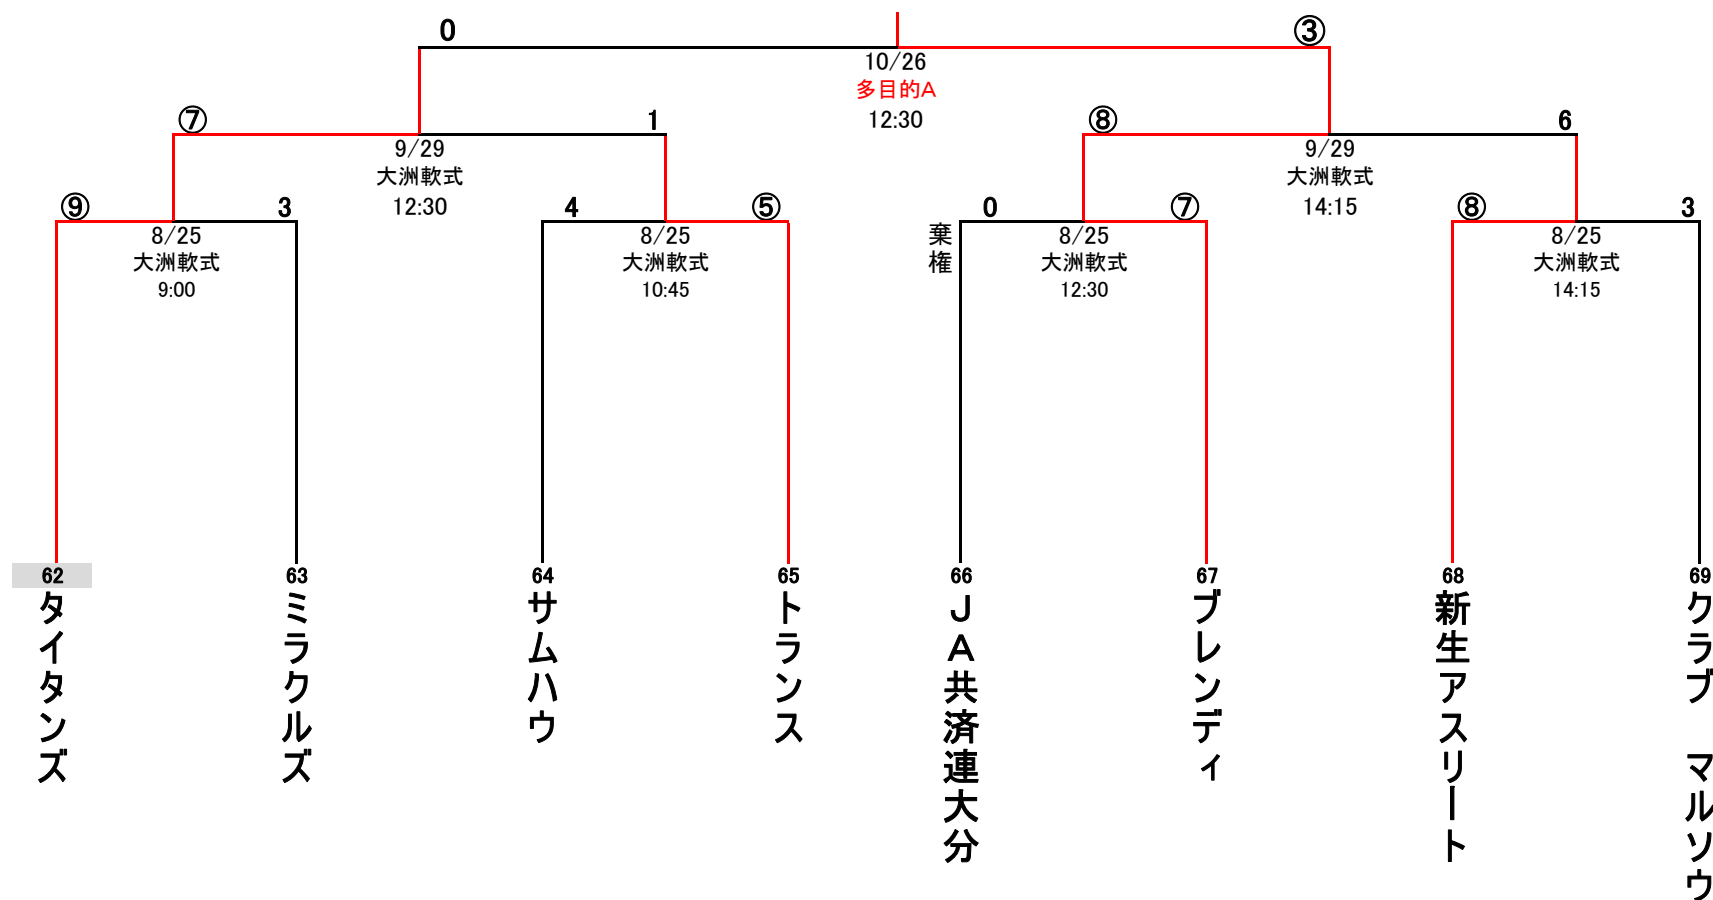 0
③
10/26
多目的A
12:30
⑦
1
⑧
6
9/29
大洲軟式
12:30
9/29
大洲軟式
14:15
⑨
3
4
⑤
0
⑦
⑧
3
棄権
8/25
大洲軟式
9:00
8/25
大洲軟式
10:45
8/25
大洲軟式
12:30
8/25
大洲軟式
14:15
62
タイタンズ
63
ミラクルズ
64
サムハウ
65
トランス
66
JA共済連大分
67
ブレンディ
68
新生アスリート
69
クラブ　マルソウ